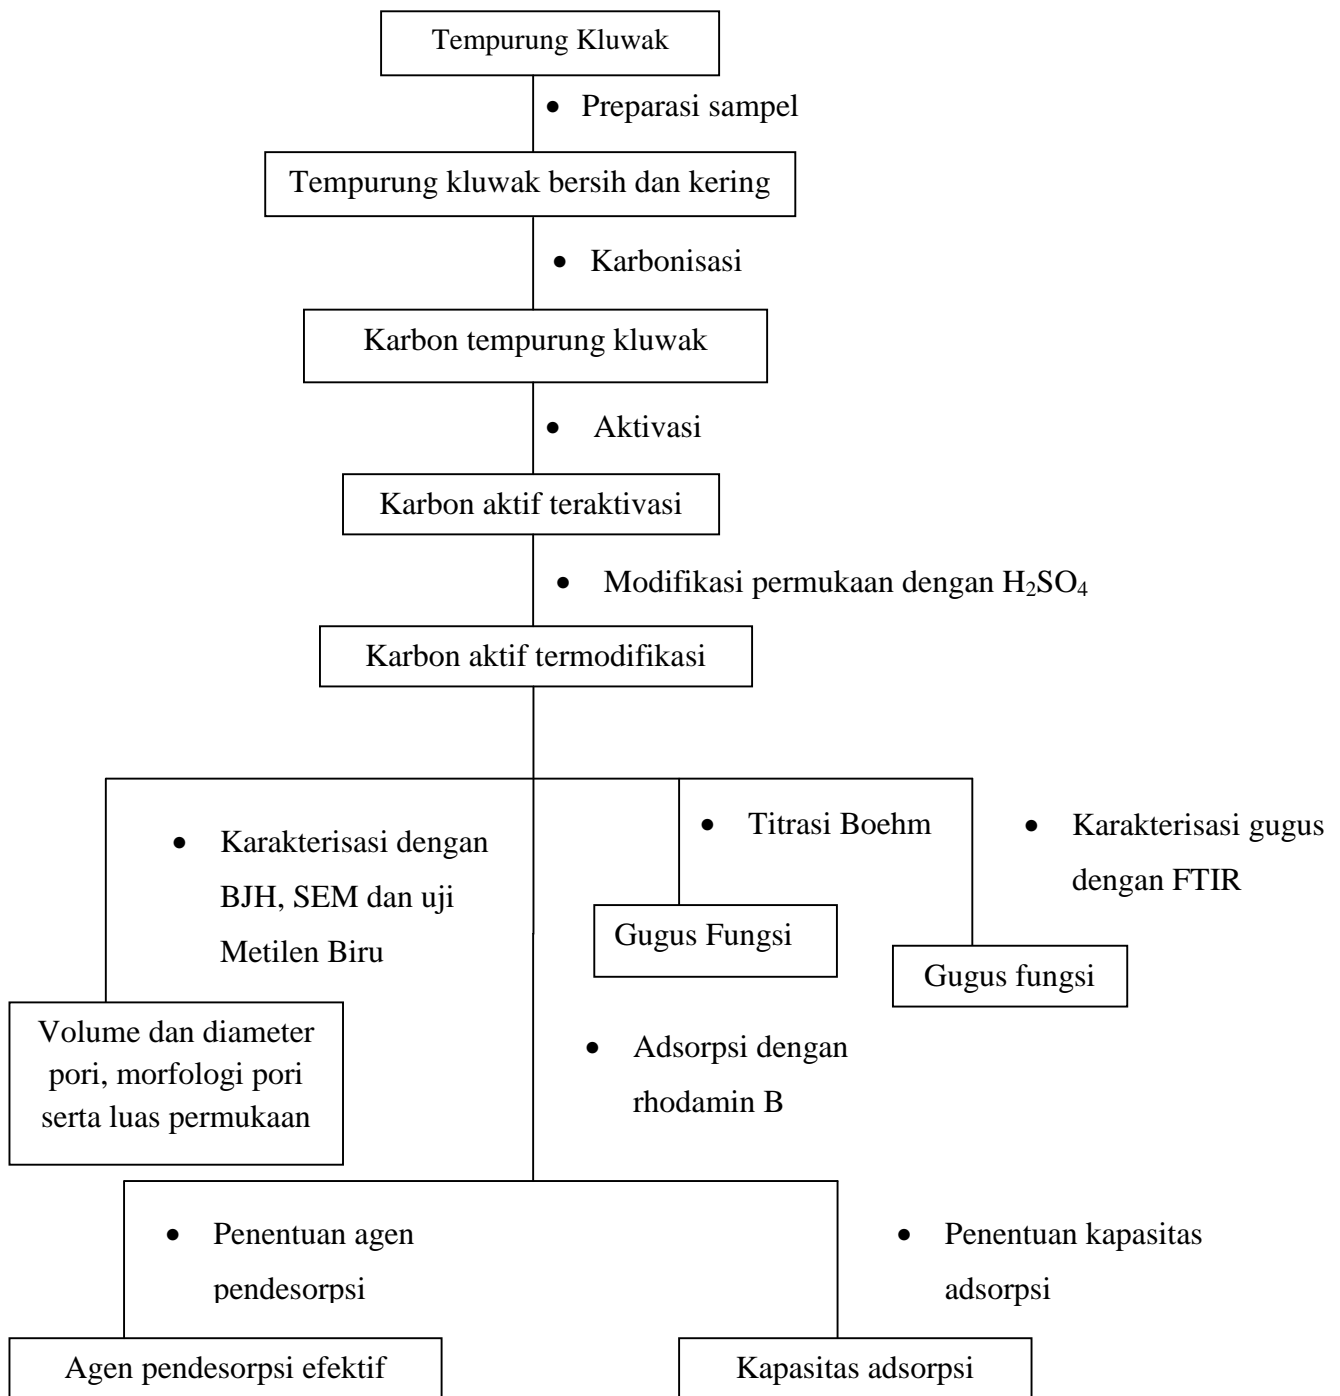 Tempurung Kluwak
• Preparasi sampel
Tempurung kluwak bersih dan kering
• Karbonisasi
Karbon tempurung kluwak
• Aktivasi
Karbon aktif teraktivasi
• Modifikasi permukaan dengan H₂SO₄
Karbon aktif termodifikasi
• Karakterisasi dengan
BJH, SEM dan uji
Metilen Biru
• Titrasi Boehm
• Karakterisasi gugus
dengan FTIR
Gugus Fungsi
Gugus fungsi
Volume dan diameter
pori, morfologi pori
serta luas permukaan
• Adsorpsi dengan
rhodamin B
• Penentuan agen
pendesorpsi
• Penentuan kapasitas
adsorpsi
Agen pendesorpsi efektif
Kapasitas adsorpsi